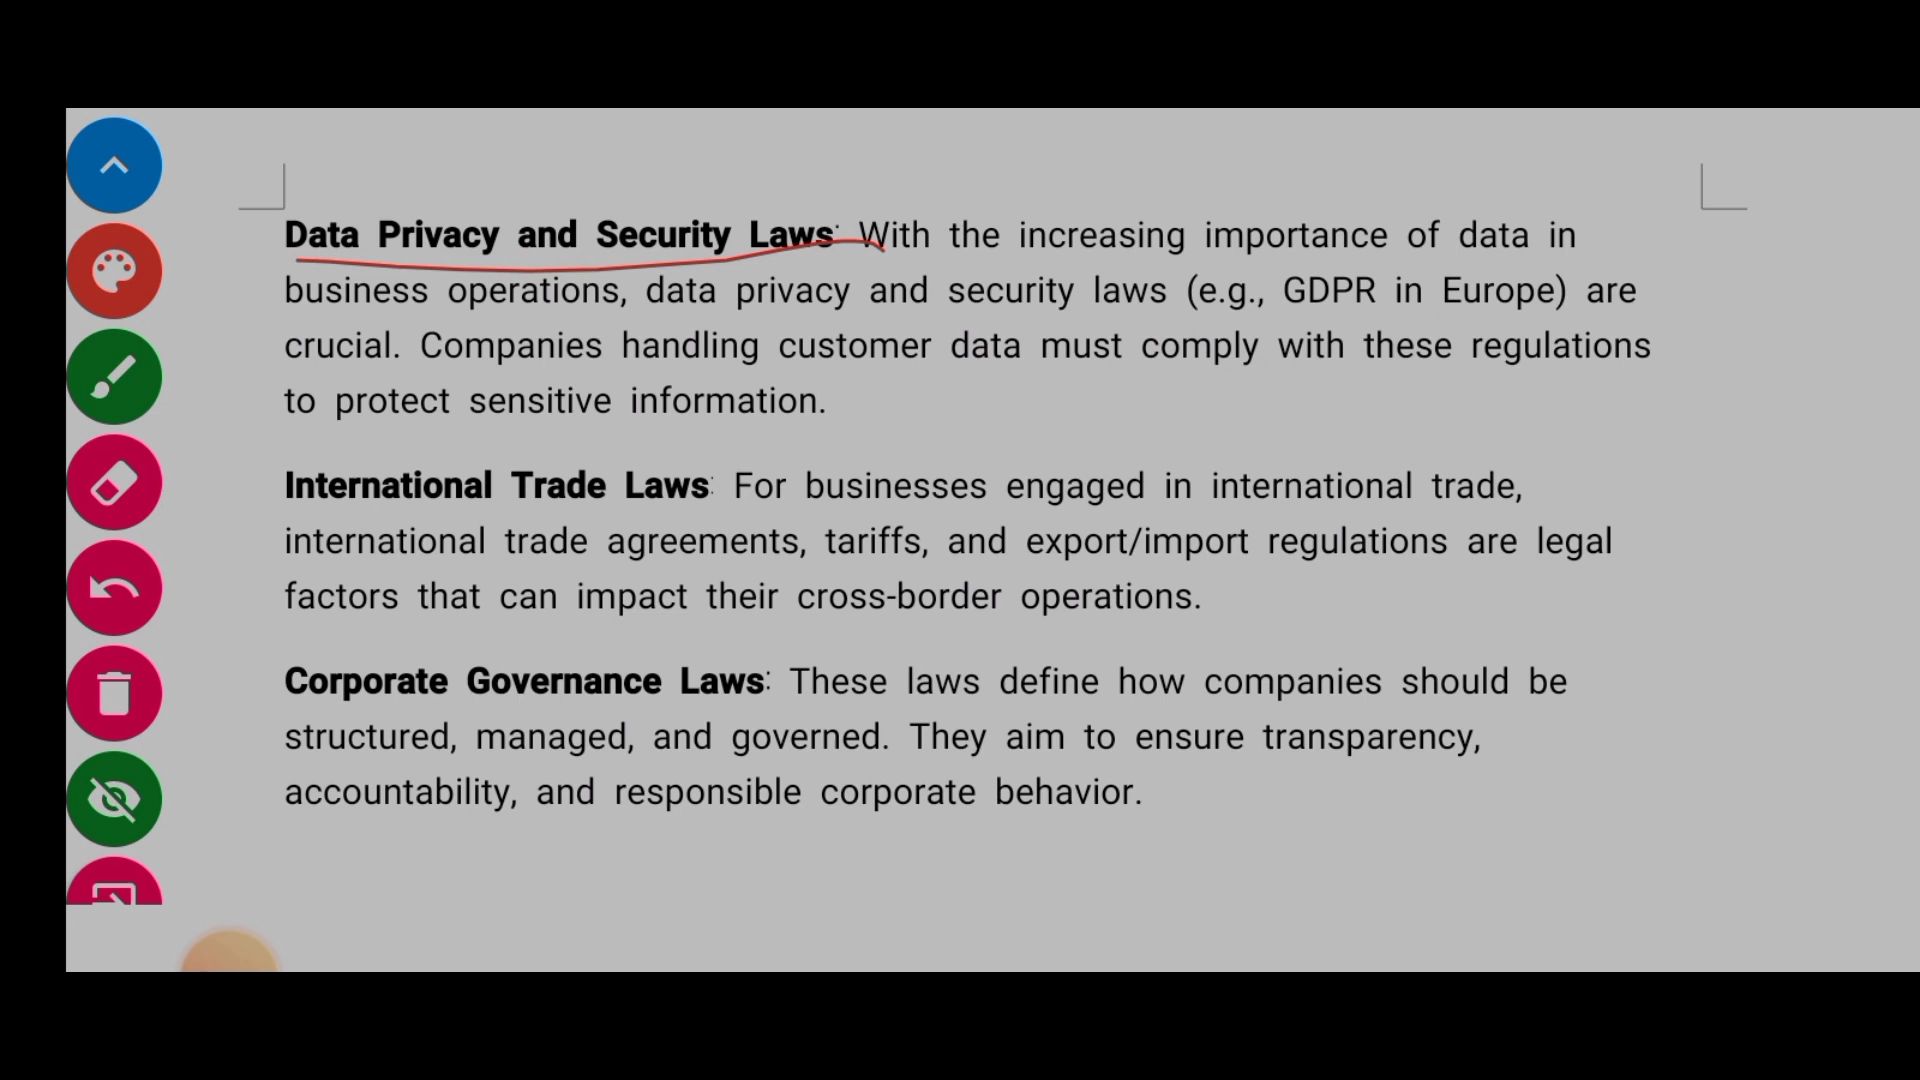 Data Privacy and Security Laws: With the increasing importance of data in
business operations, data privacy and security laws (e.g., GDPR in Europe) are
crucial. Companies handling customer data must comply with these regulations
to protect sensitive information.
International Trade Laws: For businesses engaged in international trade,
international trade agreements, tariffs, and export/import regulations are legal
factors that can impact their cross-border operations.
Corporate Governance Laws: These laws define how companies should be
structured, managed, and governed. They aim to ensure transparency,
accountability, and responsible corporate behavior.